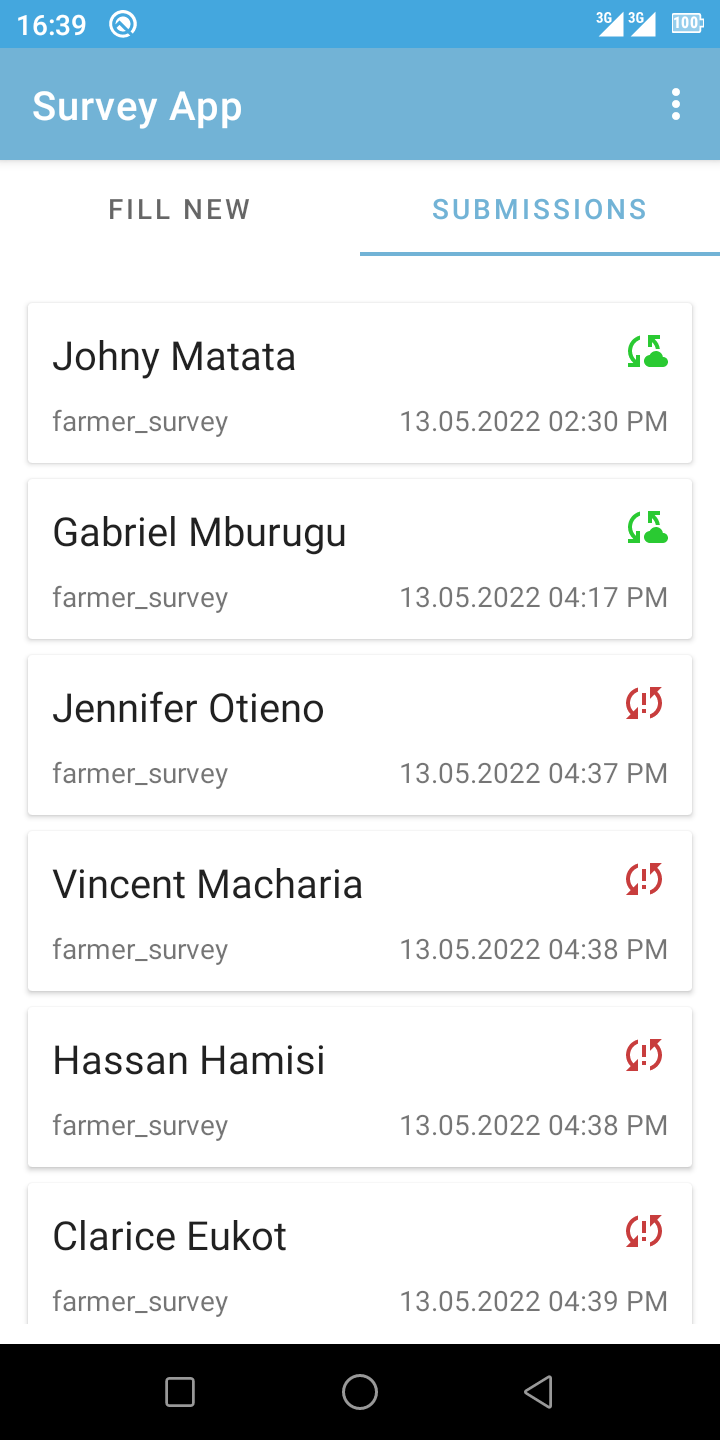 16:39 3G 3G 100
Survey App
FILL NEW SUBMISSIONS
Johny Matata
farmer_survey 13.05.2022 02:30 PM
Gabriel Mburugu
farmer_survey 13.05.2022 04:17 PM
Jennifer Otieno
farmer_survey 13.05.2022 04:37 PM
Vincent Macharia
farmer_survey 13.05.2022 04:38 PM
Hassan Hamisi
farmer_survey 13.05.2022 04:38 PM
Clarice Eukot
farmer_survey 13.05.2022 04:39 PM